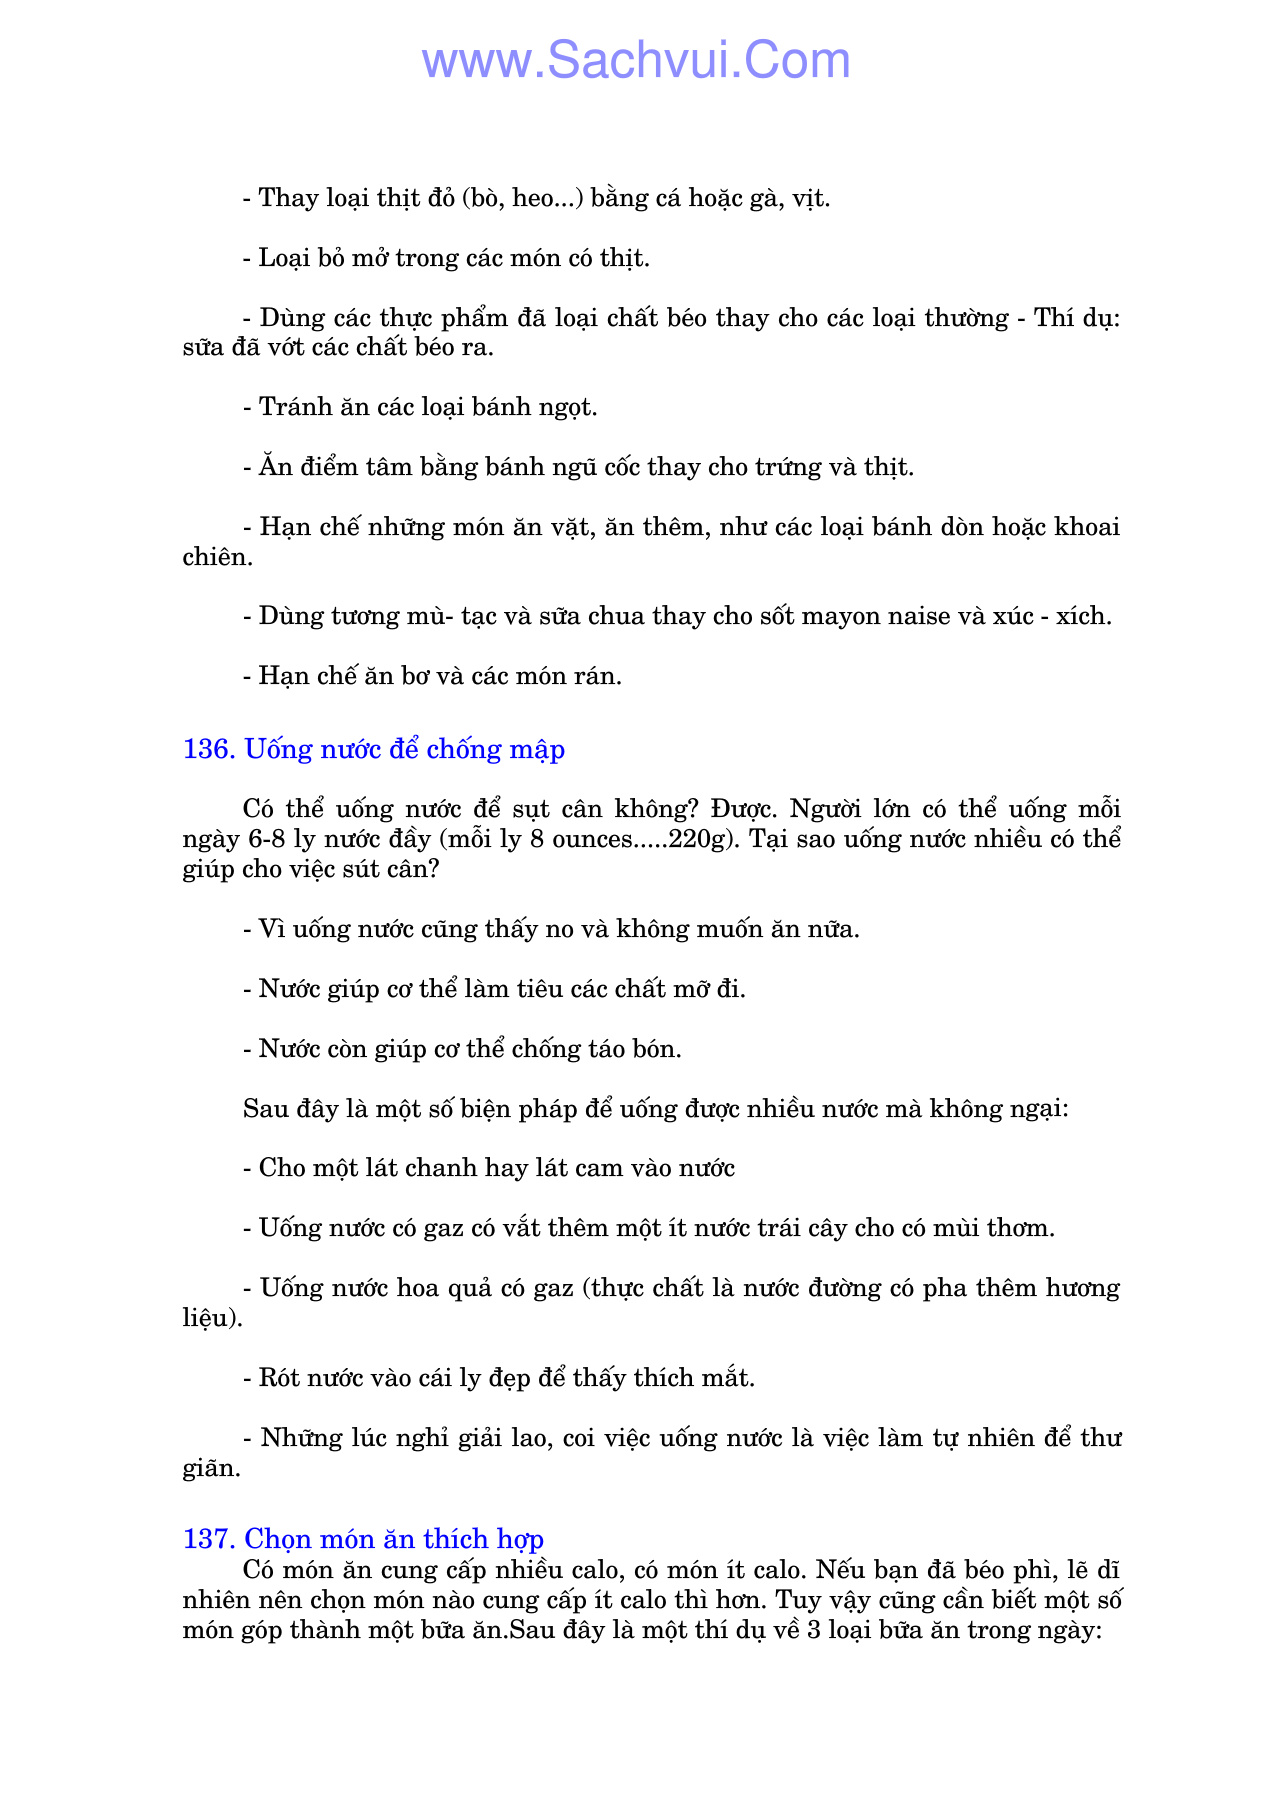 www.Sachvui.Com
- Thay loại thịt đỏ (bò, heo...) bằng cá hoặc gà, vịt.
- Loại bỏ mở trong các món có thịt.
- Dùng các thực phẩm đã loại chất béo thay cho các loại thường - Thí dụ:
sữa đã vớt các chất béo ra.
- Tránh ăn các loại bánh ngọt.
- Ăn điểm tâm bằng bánh ngũ cốc thay cho trứng và thịt.
- Hạn chế những món ăn vặt, ăn thêm, như các loại bánh dòn hoặc khoai
chiên.
- Dùng tương mù- tạc và sữa chua thay cho sốt mayon naise và xúc - xích.
- Hạn chế ăn bơ và các món rán.
136. Uống nước để chống mập
Có thể uống nước để sụt cân không? Được. Người lớn có thể uống mỗi
ngày 6-8 ly nước đầy (mỗi ly 8 ounces.....220g). Tại sao uống nước nhiều có thể
giúp cho việc sút cân?
- Vì uống nước cũng thấy no và không muốn ăn nữa.
- Nước giúp cơ thể làm tiêu các chất mỡ đi.
- Nước còn giúp cơ thể chống táo bón.
Sau đây là một số biện pháp để uống được nhiều nước mà không ngại:
- Cho một lát chanh hay lát cam vào nước
- Uống nước có gaz có vắt thêm một ít nước trái cây cho có mùi thơm.
- Uống nước hoa quả có gaz (thực chất là nước đường có pha thêm hương
liệu).
- Rót nước vào cái ly đẹp để thấy thích mắt.
- Những lúc nghỉ giải lao, coi việc uống nước là việc làm tự nhiên để thư
giãn.
137. Chọn món ăn thích hợp
Có món ăn cung cấp nhiều calo, có món ít calo. Nếu bạn đã béo phì, lẽ dĩ
nhiên nên chọn món nào cung cấp ít calo thì hơn. Tuy vậy cũng cần biết một số
món góp thành một bữa ăn.Sau đây là một thí dụ về 3 loại bữa ăn trong ngày: